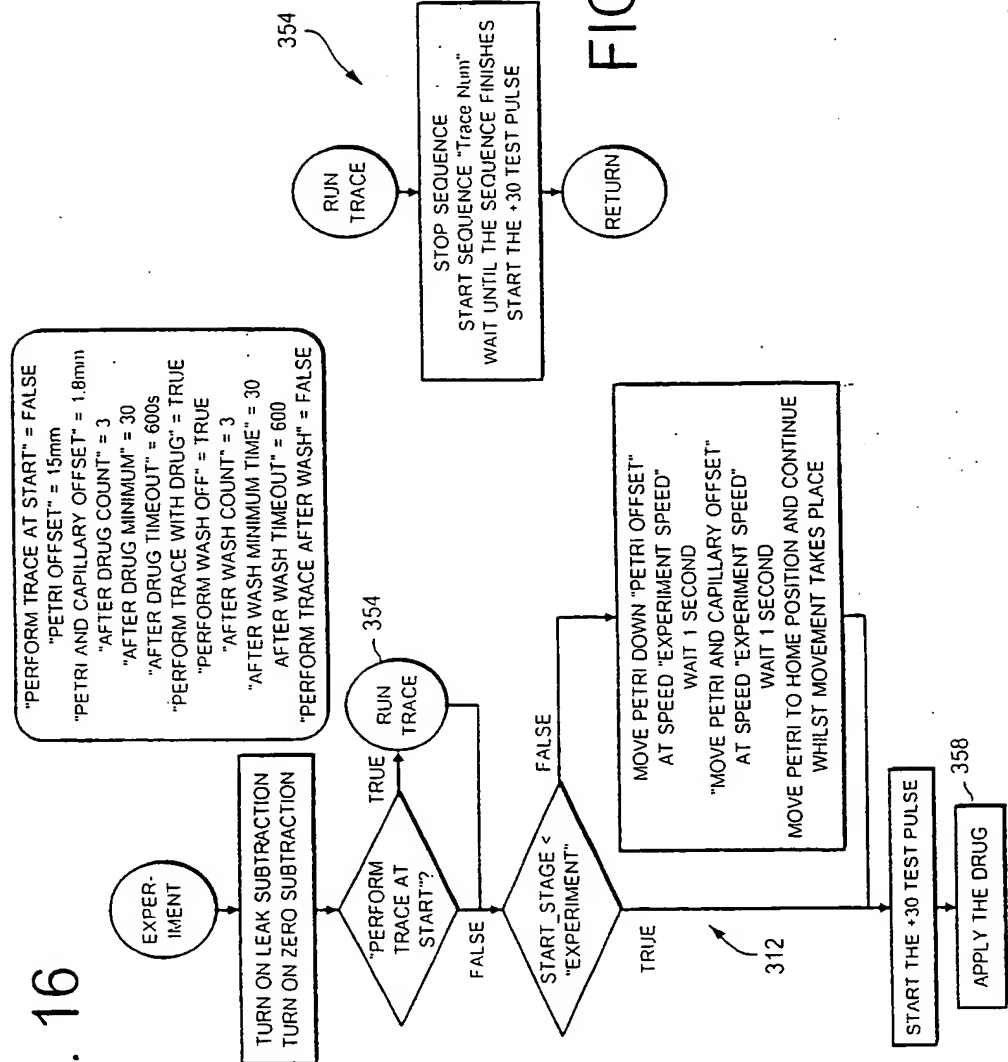 . 16
EXPER-
IMENT
TURN ON LEAK SUBTRACTION
TURN ON ZERO SUBTRACTION
"PERFORM
TRACE AT
START"?
TRUE
FALSE
RUN
TRACE
354
START_STAGE <
"EXPERIMENT"
FALSE
TRUE
312
MOVE PETRI DOWN "PETRI OFFSET"
AT SPEED "EXPERIMENT SPEED"
WAIT 1 SECOND
"MOVE PETRI AND CAPILLARY OFFSET"
AT SPEED "EXPERIMENT SPEED"
WAIT 1 SECOND
MOVE PETRI TO HOME POSITION AND CONTINUE
WHILST MOVEMENT TAKES PLACE
START THE +30 TEST PULSE
APPLY THE DRUG
358
"PERFORM TRACE AT START" = FALSE
"PETRI OFFSET" = 15mm
"PETRI AND CAPILLARY OFFSET" = 1.8mm
"AFTER DRUG COUNT" = 3
"AFTER DRUG MINIMUM" = 30
"AFTER DRUG TIMEOUT" = 600s
"PERFORM TRACE WITH DRUG" = TRUE
"PERFORM WASH OFF" = TRUE
"AFTER WASH COUNT" = 3
"AFTER WASH MINIMUM TIME" = 30
AFTER WASH TIMEOUT" = 600
"PERFORM TRACE AFTER WASH" = FALSE
RUN
TRACE
354
STOP SEQUENCE
START SEQUENCE "Trace Num"
WAIT UNTIL THE SEQUENCE FINISHES
START THE +30 TEST PULSE
RETURN